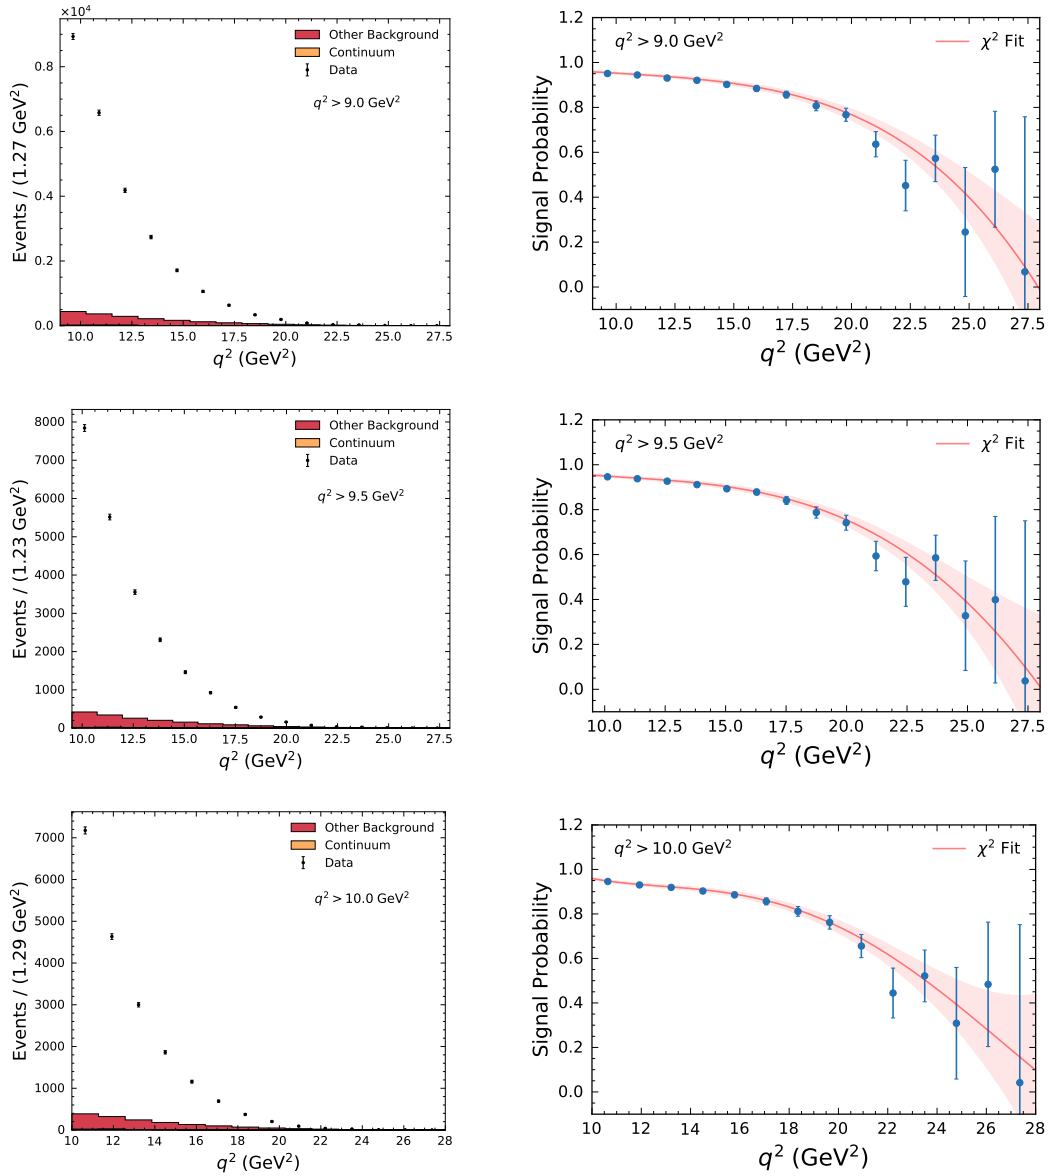 ×10⁴
Other Background
Continuum
Data
q² > 9.0 GeV²
Events / (1.27 GeV²)
0.8
0.6
0.4
0.2
0.0
10.0 12.5 15.0 17.5 20.0 22.5 25.0 27.5
q² (GeV²)
q² > 9.0 GeV²
χ² Fit
Signal Probability
1.2
1.0
0.8
0.6
0.4
0.2
0.0
10.0 12.5 15.0 17.5 20.0 22.5 25.0 27.5
q² (GeV²)
Other Background
Continuum
Data
q² > 9.5 GeV²
Events / (1.23 GeV²)
8000
7000
6000
5000
4000
3000
2000
1000
0
10.0 12.5 15.0 17.5 20.0 22.5 25.0 27.5
q² (GeV²)
q² > 9.5 GeV²
χ² Fit
Signal Probability
1.2
1.0
0.8
0.6
0.4
0.2
0.0
10.0 12.5 15.0 17.5 20.0 22.5 25.0 27.5
q² (GeV²)
Other Background
Continuum
Data
q² > 10.0 GeV²
Events / (1.29 GeV²)
7000
6000
5000
4000
3000
2000
1000
0
10 12 14 16 18 20 22 24 26 28
q² (GeV²)
q² > 10.0 GeV²
χ² Fit
Signal Probability
1.2
1.0
0.8
0.6
0.4
0.2
0.0
10 12 14 16 18 20 22 24 26 28
q² (GeV²)